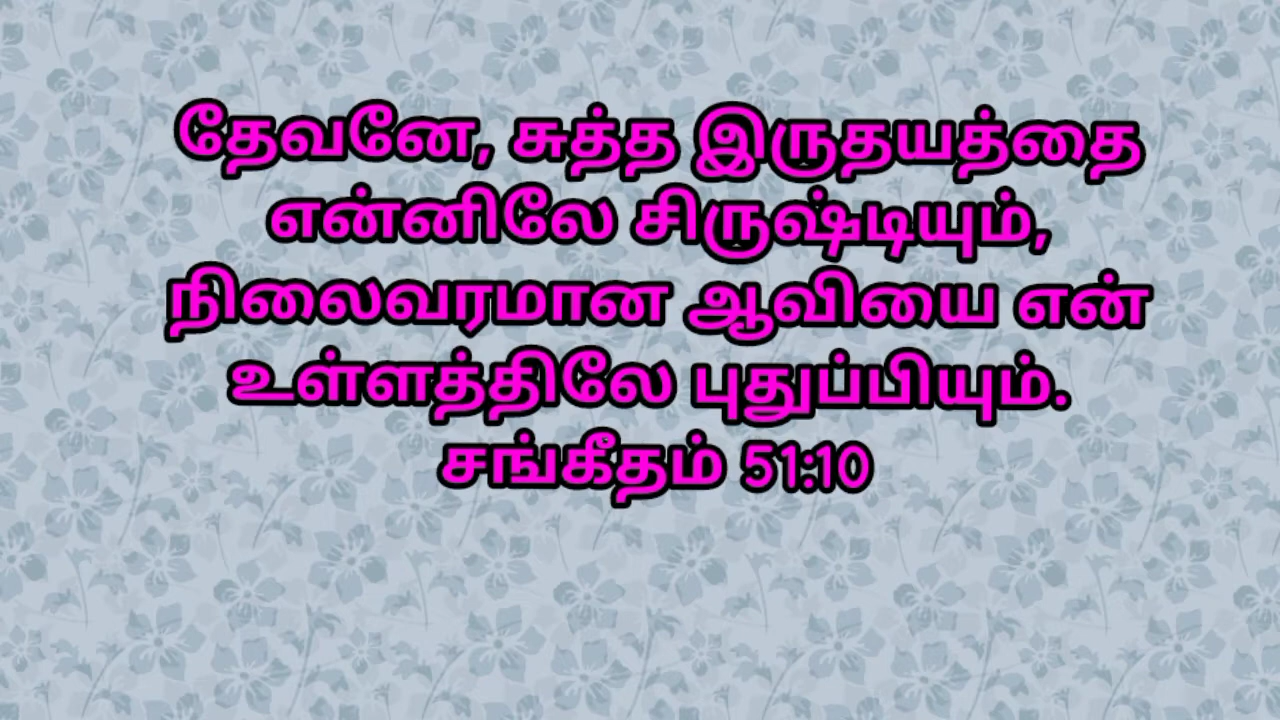 தேவனே, சுத்த இருதயத்தை
என்னிலே சிருஷ்டியும்,
நிலைவரமான ஆவியை என்
உள்ளத்திலே புதுப்பியும்.
சங்கீதம் 51:10